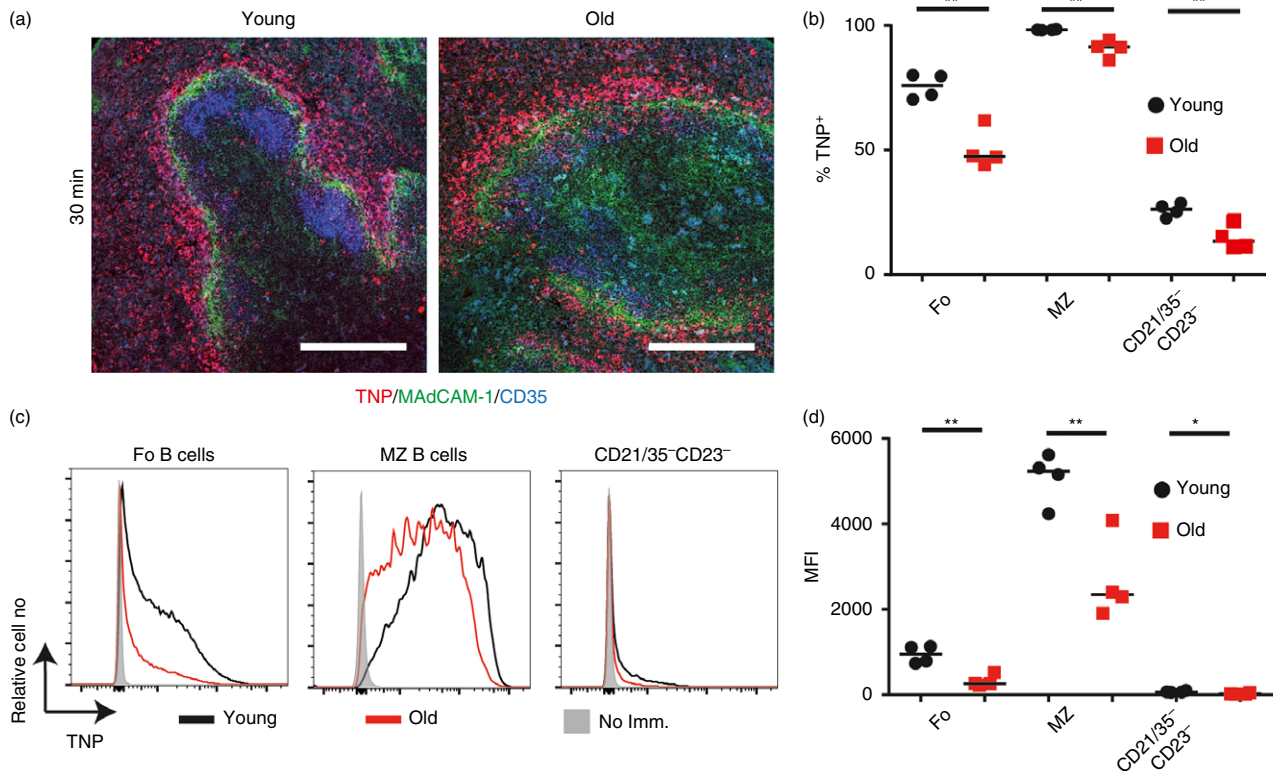 (a)
Young
Old
30 min
TNP/MAdCAM-1/CD35
(b)
**
**
**
100
50
0
% TNP⁺
Young
Old
Fo
MZ
CD21/35⁻
CD23⁻
(c)
Fo B cells
MZ B cells
CD21/35⁻CD23⁻
Relative cell no
TNP
Young
Old
No Imm.
(d)
**
**
*
6000
4000
2000
0
MFI
Young
Old
Fo
MZ
CD21/35⁻
CD23⁻